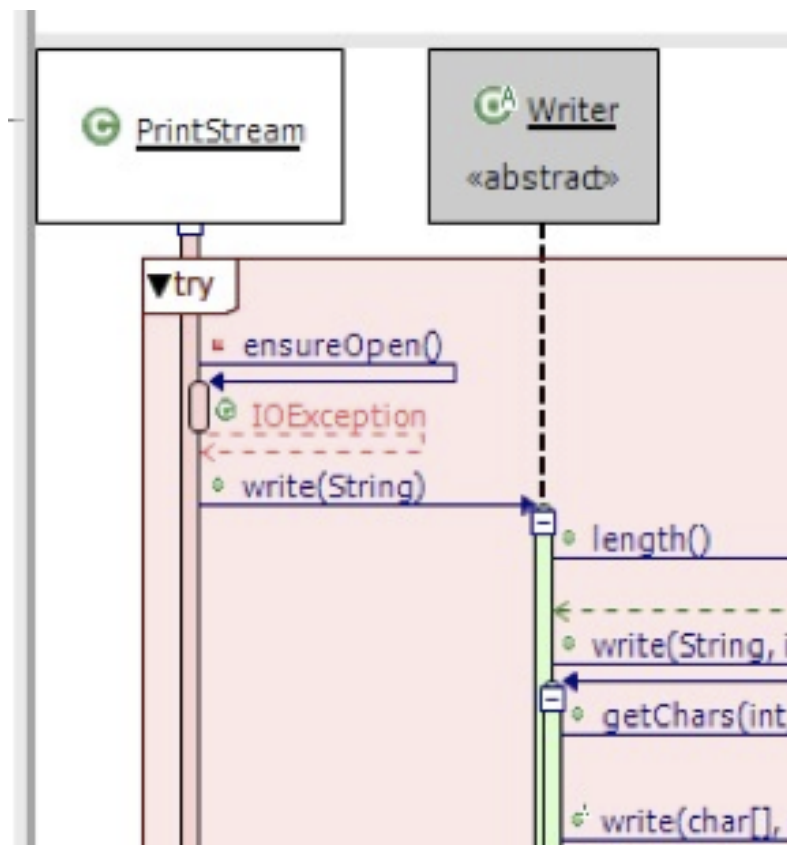 PrintStream
Writer
«abstract»
try
ensureOpen()
IOException
write(String)
length()
write(String,
getChars(int
write(char[],